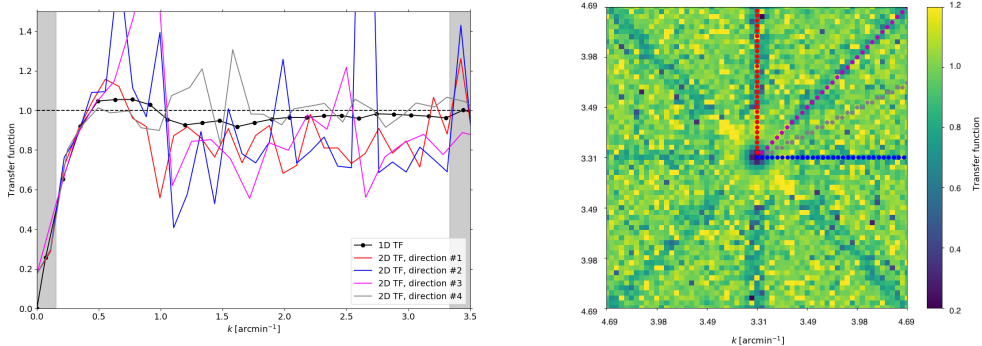 1.4
1.2
1.0
0.8
0.6
0.4
0.2
0.0
Transfer function
0.0 0.5 1.0 1.5 2.0 2.5 3.0 3.5
k [arcmin⁻¹]
1D TF
2D TF, direction #1
2D TF, direction #2
2D TF, direction #3
2D TF, direction #4
4.69
3.98
3.49
3.31
3.49
3.98
4.69
4.69 3.98 3.49 3.31 3.49 3.98 4.69
k [arcmin⁻¹]
1.2
1.0
0.8
0.6
0.4
0.2
Transfer function